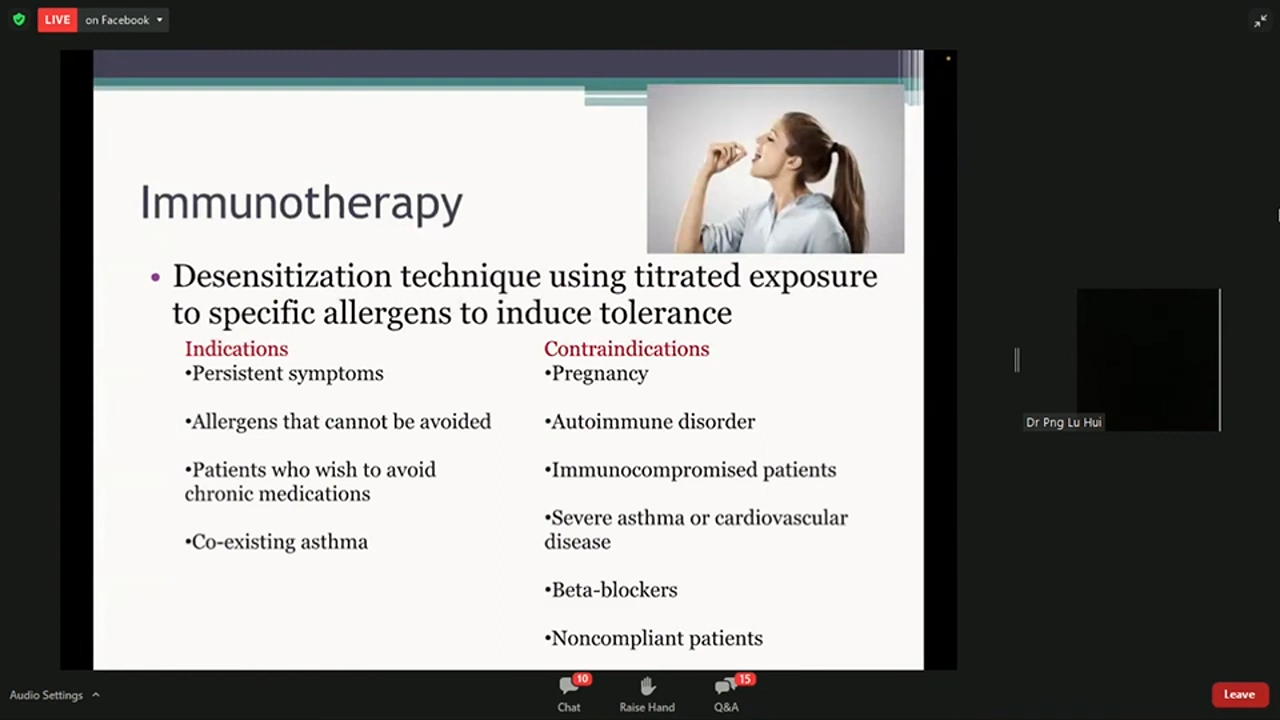 LIVE on Facebook
Immunotherapy
• Desensitization technique using titrated exposure
to specific allergens to induce tolerance
Indications
•Persistent symptoms
•Allergens that cannot be avoided
•Patients who wish to avoid
chronic medications
•Co-existing asthma
Contraindications
•Pregnancy
•Autoimmune disorder
•Immunocompromised patients
•Severe asthma or cardiovascular
disease
•Beta-blockers
•Noncompliant patients
Dr Png Lu Hui
Audio Settings
10
Chat
Raise Hand
15
Q&A
Leave